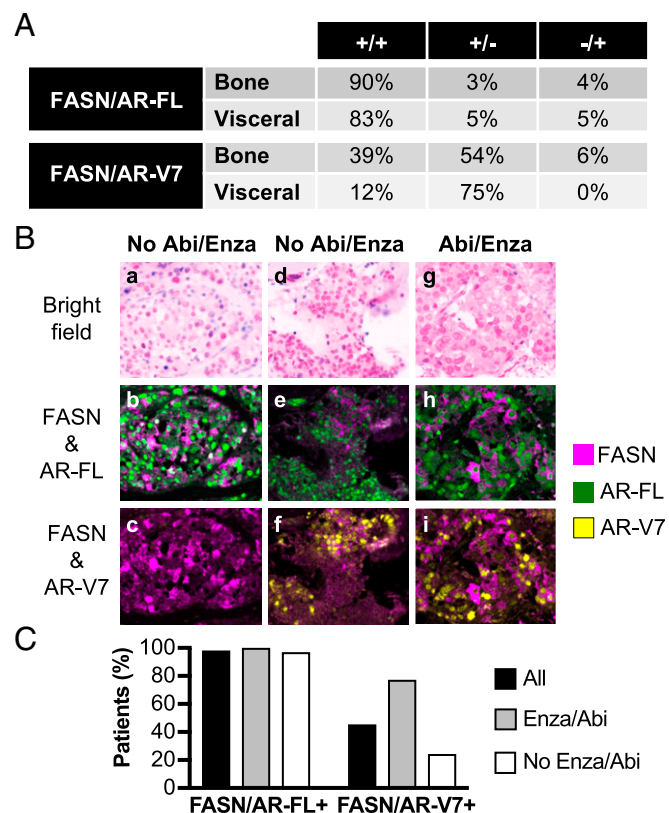 A
+/+ +/- -/+
FASN/AR-FL Bone 90% 3% 4%
Visceral 83% 5% 5%
FASN/AR-V7 Bone 39% 54% 6%
Visceral 12% 75% 0%
B
No Abi/Enza No Abi/Enza Abi/Enza
Bright field a d g
FASN & AR-FL b e h
FASN & AR-V7 c f i
FASN
AR-FL
AR-V7
C
Patients (%)
100
80
60
40
20
0
FASN/AR-FL+ FASN/AR-V7+
All
Enza/Abi
No Enza/Abi